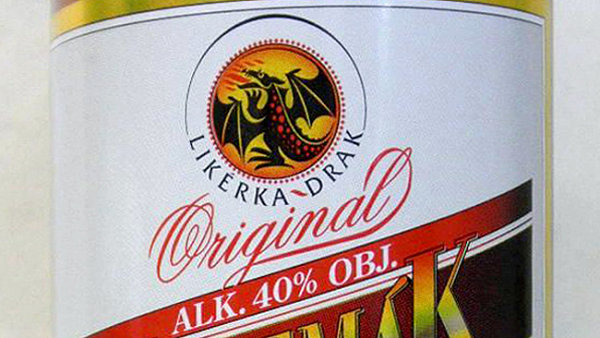 LIKÉRKA DRAK
Original
ALK. 40% OBJ.